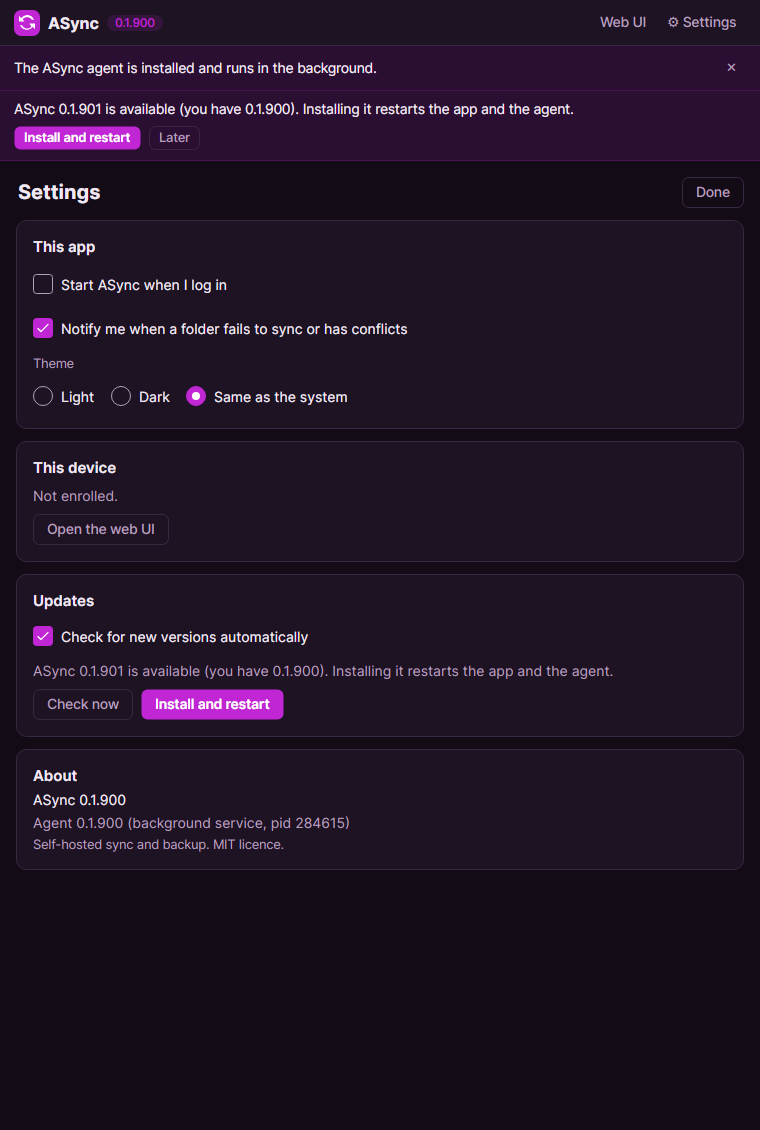 ASync 0.1.900 Web UI ⚙ Settings
The ASync agent is installed and runs in the background. ×
ASync 0.1.901 is available (you have 0.1.900). Installing it restarts the app and the agent.
Install and restart Later
Settings Done
This app
Start ASync when I log in
Notify me when a folder fails to sync or has conflicts
Theme
Light Dark Same as the system
This device
Not enrolled.
Open the web UI
Updates
Check for new versions automatically
ASync 0.1.901 is available (you have 0.1.900). Installing it restarts the app and the agent.
Check now Install and restart
About
ASync 0.1.900
Agent 0.1.900 (background service, pid 284615)
Self-hosted sync and backup. MIT licence.